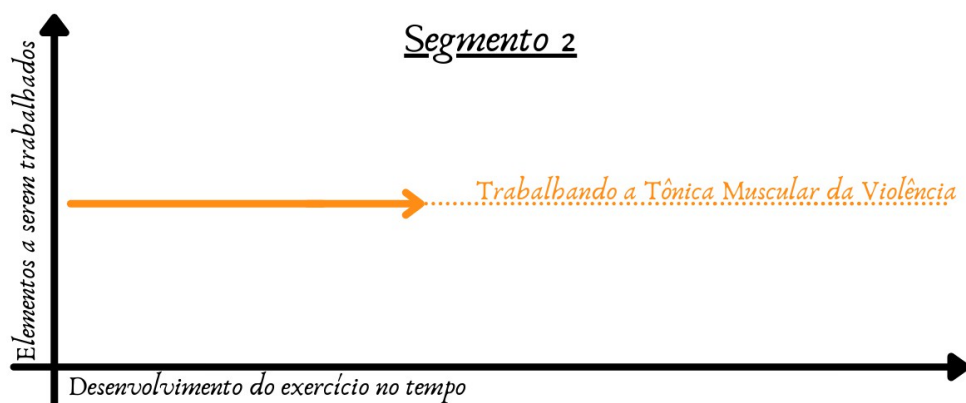 Segmento 2
Elementos a serem trabalhados
Trabalhando a Tônica Muscular da Violência
Desenvolvimento do exercício no tempo